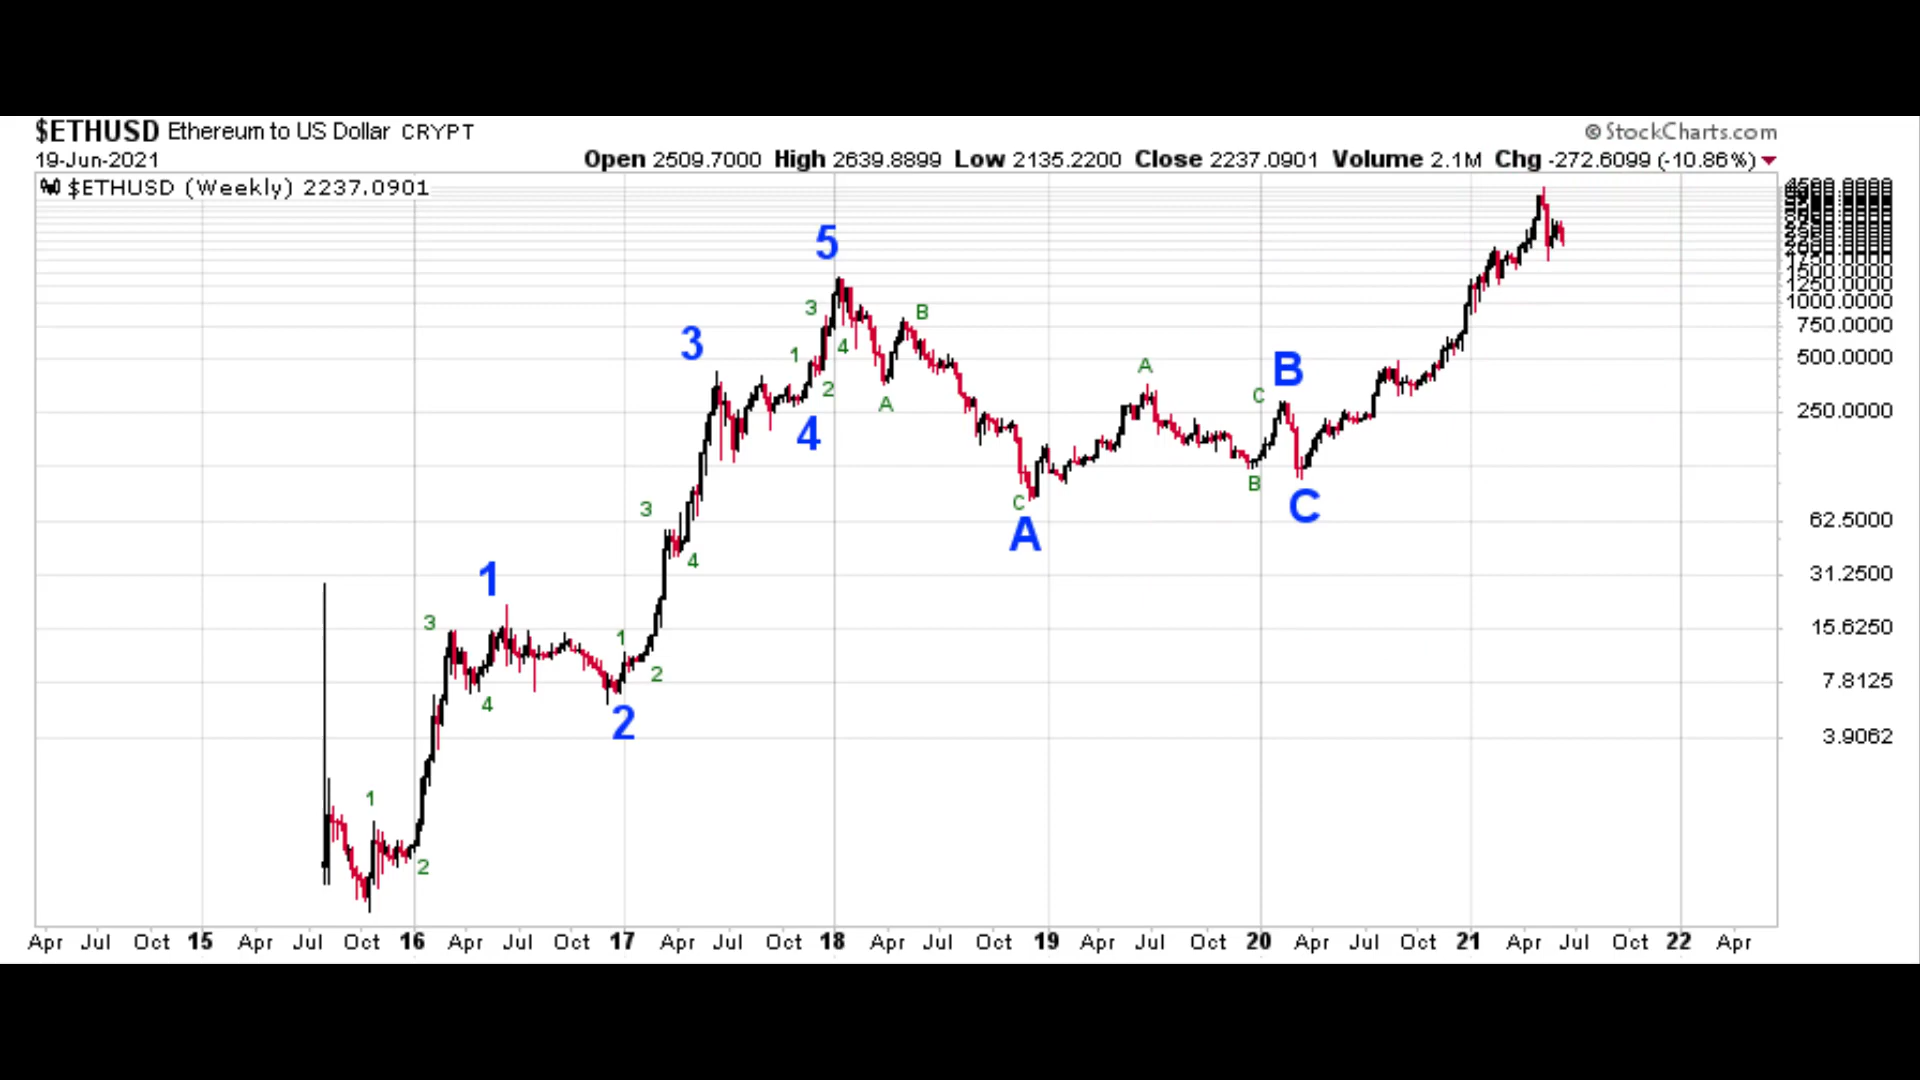 $ETHUSD Ethereum to US Dollar CRYPT
© StockCharts.com
19-Jun-2021
Open 2509.7000 High 2639.8899 Low 2135.2200 Close 2237.0901 Volume 2.1M Chg -272.6099 (-10.86%)
$ETHUSD (Weekly) 2237.0901
5
3
B
1
4
3
2
A
4
A
B
C
1500.0000
1250.0000
1000.0000
750.0000
500.0000
250.0000
B
C
C
A
3
4
1
3
4
1
2
2
62.5000
31.2500
15.6250
7.8125
3.9062
1
2
Apr Jul Oct 15 Apr Jul Oct 16 Apr Jul Oct 17 Apr Jul Oct 18 Apr Jul Oct 19 Apr Jul Oct 20 Apr Jul Oct 21 Apr Jul Oct 22 Apr